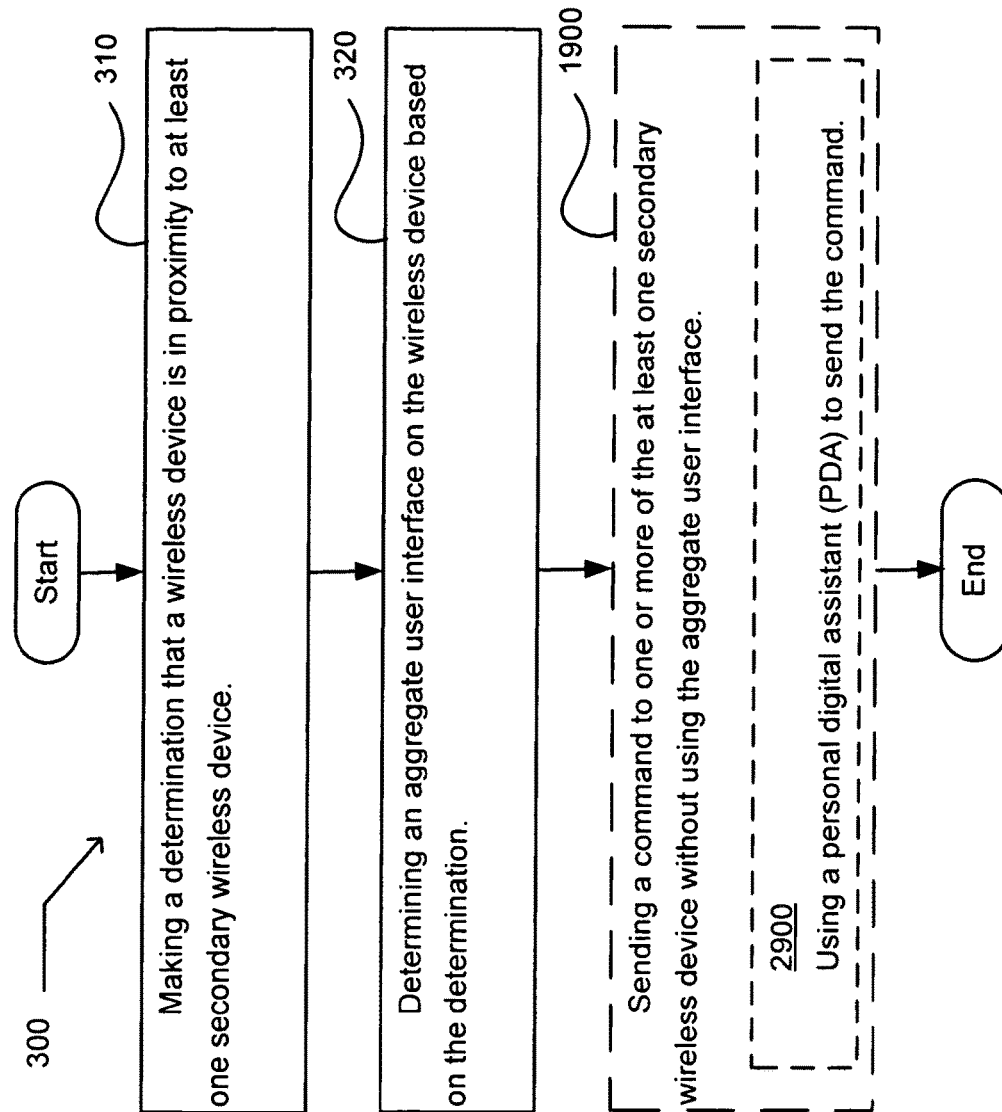 300
Start
310
Making a determination that a wireless device is in proximity to at least
one secondary wireless device.
320
Determining an aggregate user interface on the wireless device based
on the determination.
1900
Sending a command to one or more of the at least one secondary
wireless device without using the aggregate user interface.
2900
Using a personal digital assistant (PDA) to send the command.
End